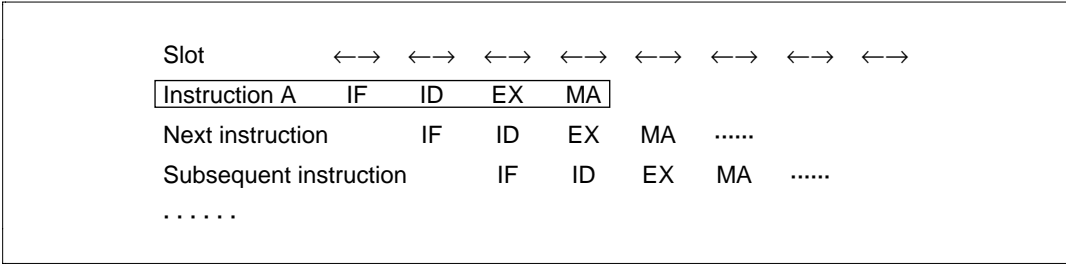 Slot ←→ ←→ ←→ ←→ ←→ ←→ ←→ ←→
Instruction A IF ID EX MA
Next instruction IF ID EX MA ......
Subsequent instruction IF ID EX MA ......
. . . . . .